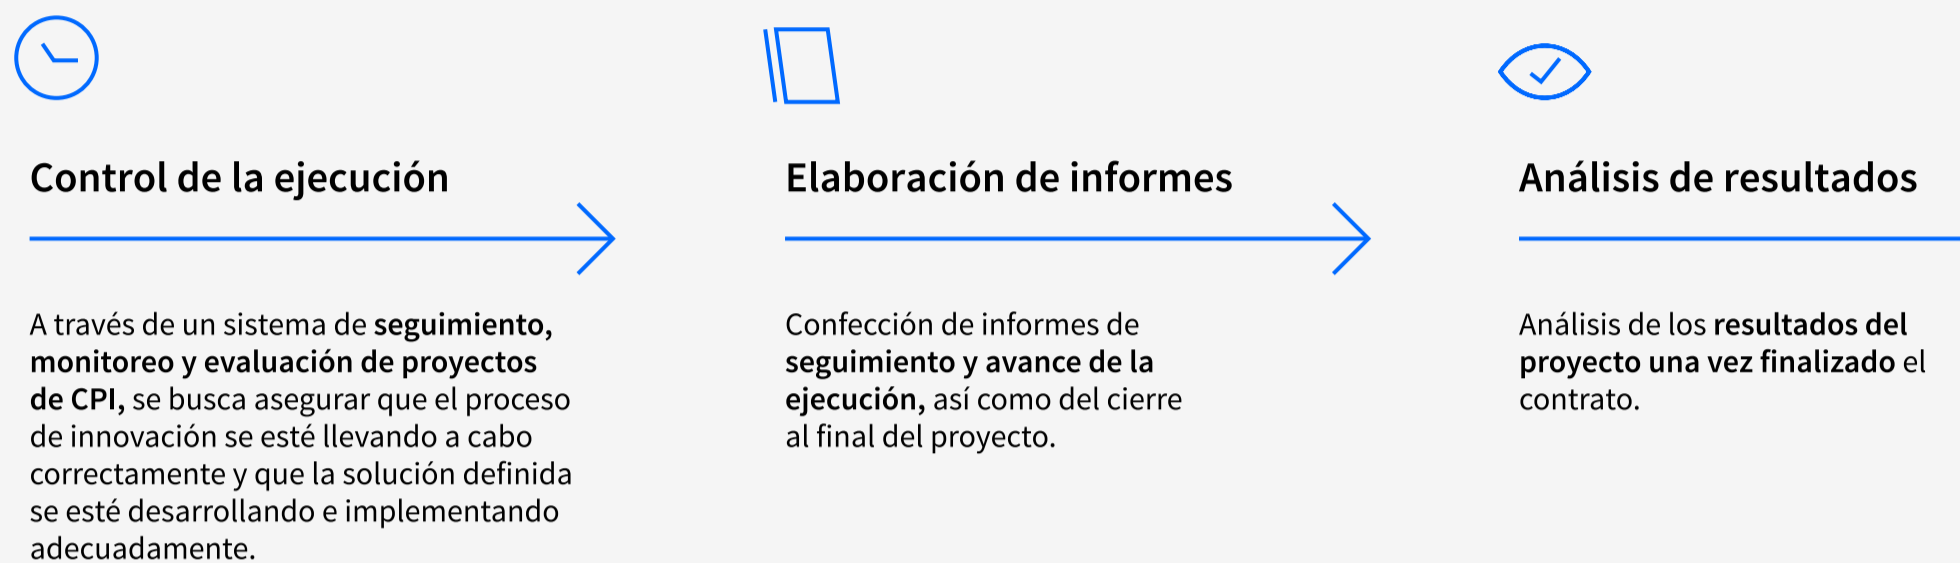 Control de la ejecución
A través de un sistema de seguimiento,
monitoreo y evaluación de proyectos
de CPI, se busca asegurar que el proceso
de innovación se esté llevando a cabo
correctamente y que la solución definida
se esté desarrollando e implementando
adecuadamente.
Elaboración de informes
Confección de informes de
seguimiento y avance de la
ejecución, así como del cierre
al final del proyecto.
Análisis de resultados
Análisis de los resultados del
proyecto una vez finalizado el
contrato.